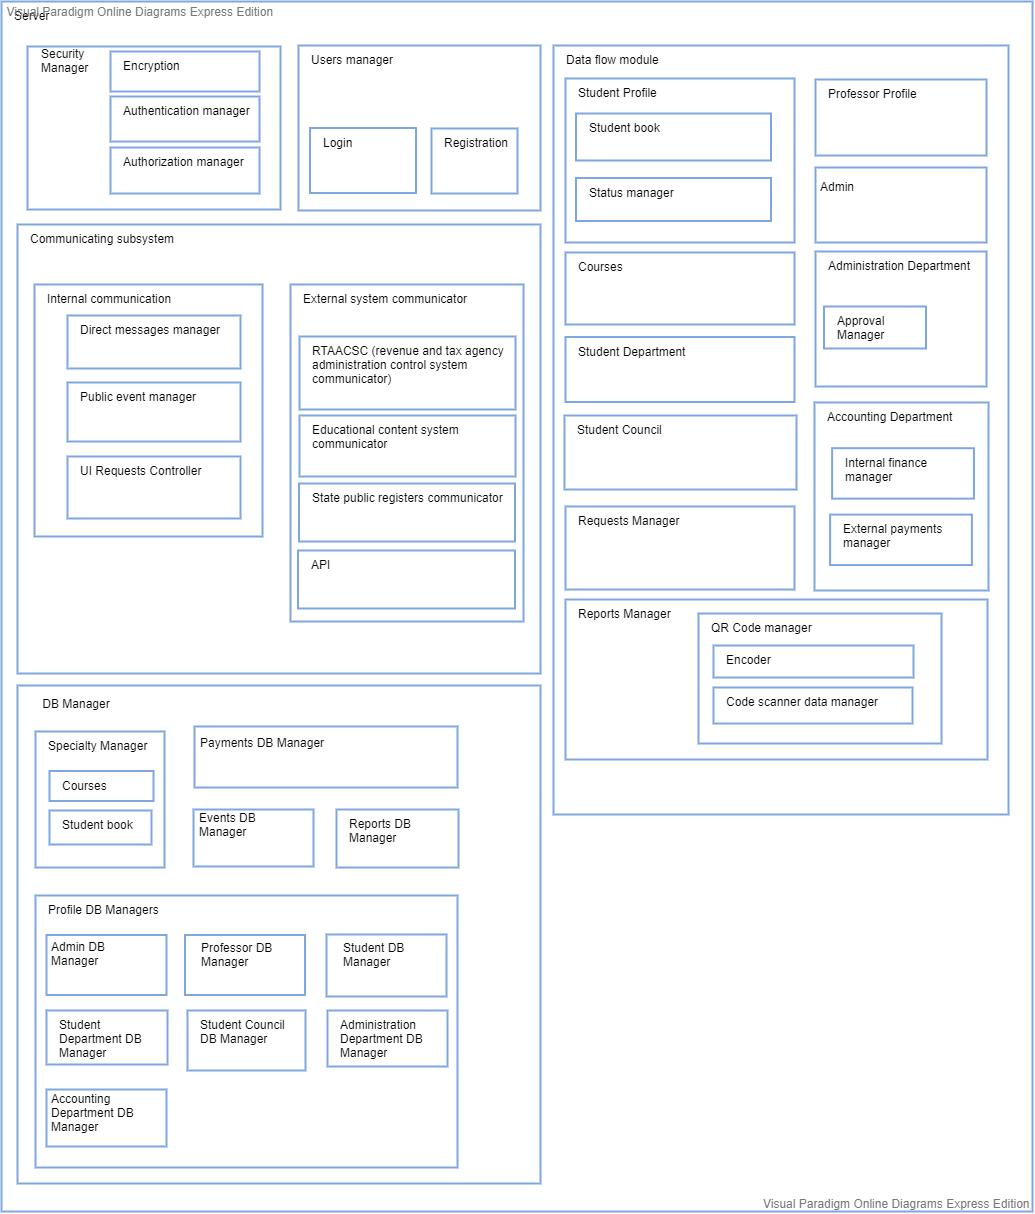 Visual Paradigm Online Diagrams Express Edition
Server
Security
Manager
Encryption
Authentication manager
Authorization manager
Users manager
Login
Registration
Communicating subsystem
Internal communication
Direct messages manager
Public event manager
UI Requests Controller
External system communicator
RTAACSC (revenue and tax agency
administration control system
communicator)
Educational content system
communicator
State public registers communicator
API
Data flow module
Student Profile
Student book
Status manager
Courses
Student Department
Student Council
Requests Manager
Professor Profile
Admin
Administration Department
Approval
Manager
Accounting Department
Internal finance
manager
External payments
manager
Reports Manager
QR Code manager
Encoder
Code scanner data manager
DB Manager
Specialty Manager
Courses
Student book
Payments DB Manager
Events DB
Manager
Reports DB
Manager
Profile DB Managers
Admin DB
Manager
Professor DB
Manager
Student DB
Manager
Student
Department DB
Manager
Student Council
DB Manager
Administration
Department DB
Manager
Accounting
Department DB
Manager
Visual Paradigm Online Diagrams Express Edition